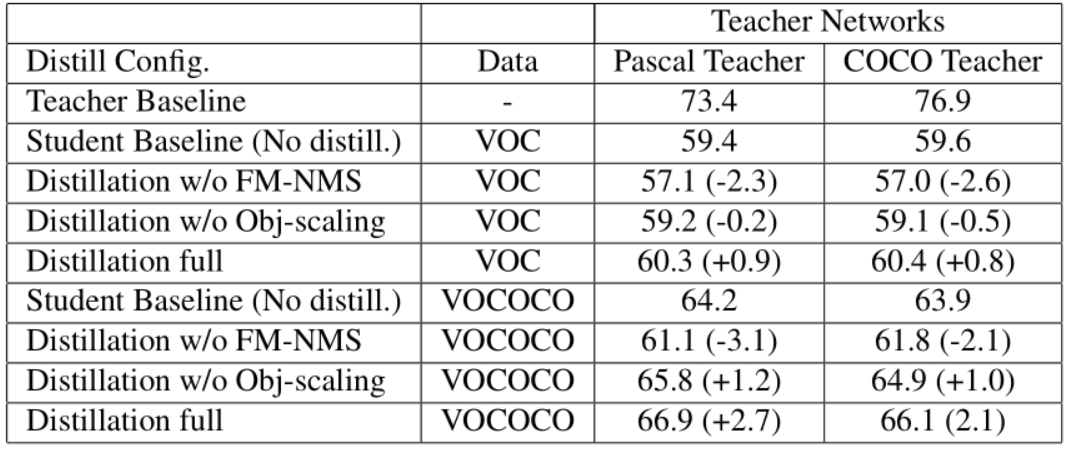 Teacher Networks
Distill Config. Data Pascal Teacher COCO Teacher
Teacher Baseline - 73.4 76.9
Student Baseline (No distill.) VOC 59.4 59.6
Distillation w/o FM-NMS VOC 57.1 (-2.3) 57.0 (-2.6)
Distillation w/o Obj-scaling VOC 59.2 (-0.2) 59.1 (-0.5)
Distillation full VOC 60.3 (+0.9) 60.4 (+0.8)
Student Baseline (No distill.) VOCOCO 64.2 63.9
Distillation w/o FM-NMS VOCOCO 61.1 (-3.1) 61.8 (-2.1)
Distillation w/o Obj-scaling VOCOCO 65.8 (+1.2) 64.9 (+1.0)
Distillation full VOCOCO 66.9 (+2.7) 66.1 (2.1)